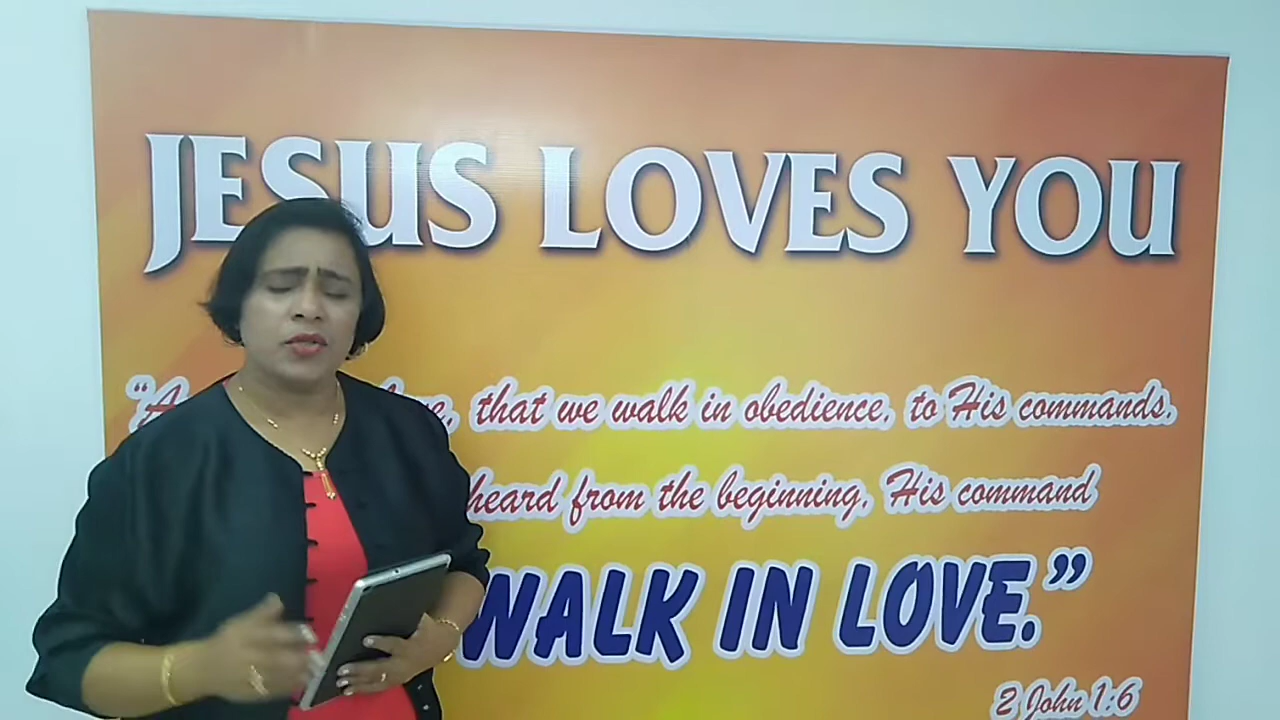 JESUS LOVES YOU
that we walk in obedience, to His commands.
heard from the beginning, His command
WALK IN LOVE.”
2 John 1:6